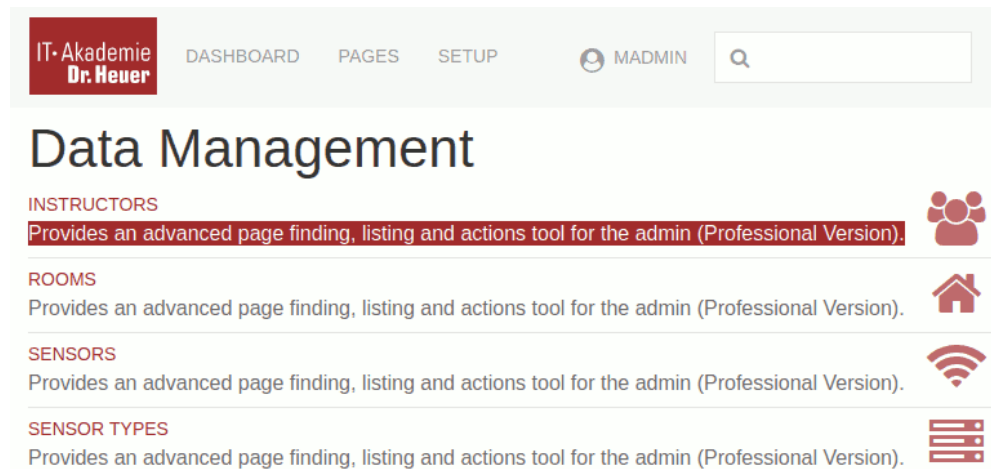 IT·Akademie
Dr. Heuer
DASHBOARD PAGES SETUP MADMIN
Data Management
INSTRUCTORS
Provides an advanced page finding, listing and actions tool for the admin (Professional Version).
ROOMS
Provides an advanced page finding, listing and actions tool for the admin (Professional Version).
SENSORS
Provides an advanced page finding, listing and actions tool for the admin (Professional Version).
SENSOR TYPES
Provides an advanced page finding, listing and actions tool for the admin (Professional Version).